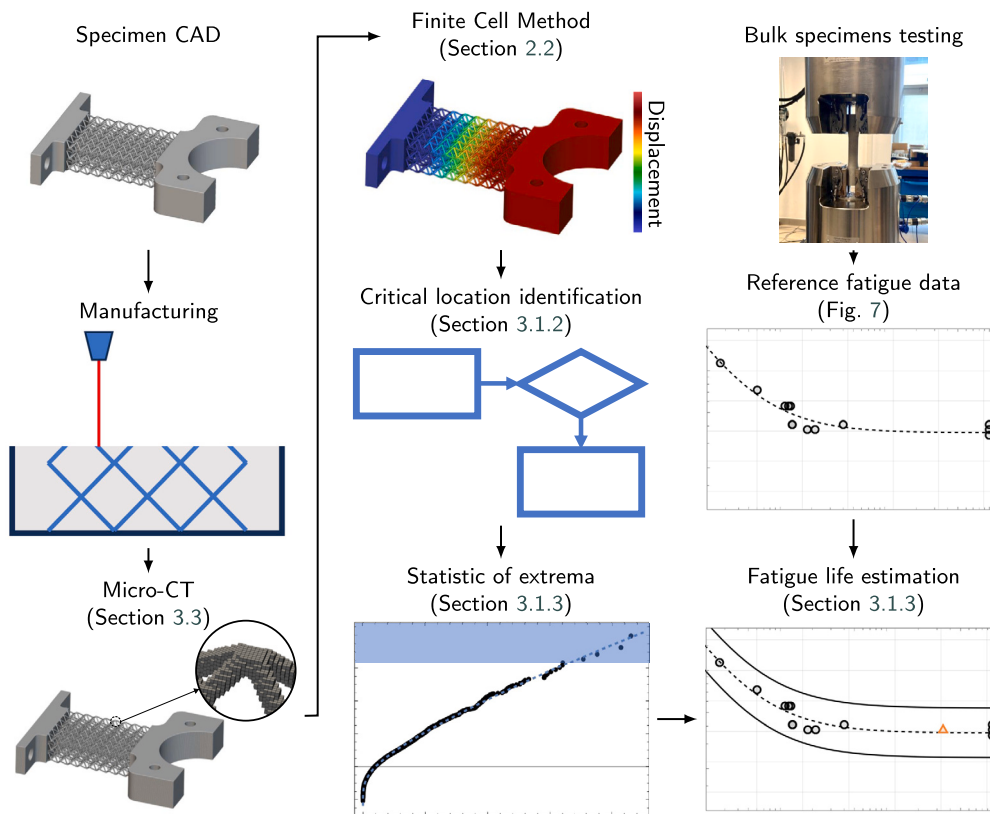 Specimen CAD
Manufacturing
Micro-CT
(Section 3.3)
Finite Cell Method
(Section 2.2)
Displacement
Critical location identification
(Section 3.1.2)
Statistic of extrema
(Section 3.1.3)
Bulk specimens testing
Reference fatigue data
(Fig. 7)
Fatigue life estimation
(Section 3.1.3)